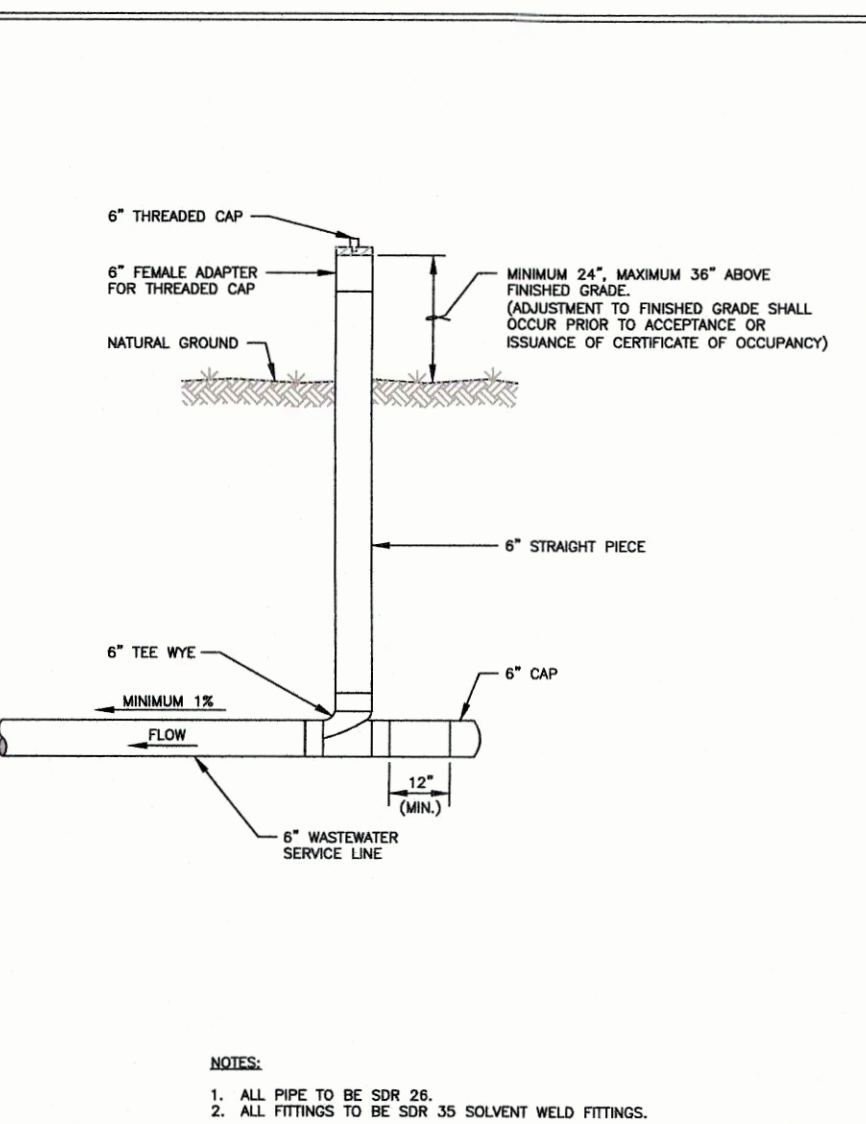 6" THREADED CAP
6" FEMALE ADAPTER
FOR THREADED CAP
MINIMUM 24", MAXIMUM 36" ABOVE
FINISHED GRADE.
(ADJUSTMENT TO FINISHED GRADE SHALL
OCCUR PRIOR TO ACCEPTANCE OR
ISSUANCE OF CERTIFICATE OF OCCUPANCY)
NATURAL GROUND
6" STRAIGHT PIECE
6" TEE WYE
6" CAP
MINIMUM 1%
FLOW
12"
(MIN.)
6" WASTEWATER
SERVICE LINE
NOTES:
1. ALL PIPE TO BE SDR 26.
2. ALL FITTINGS TO BE SDR 35 SOLVENT WELD FITTINGS.